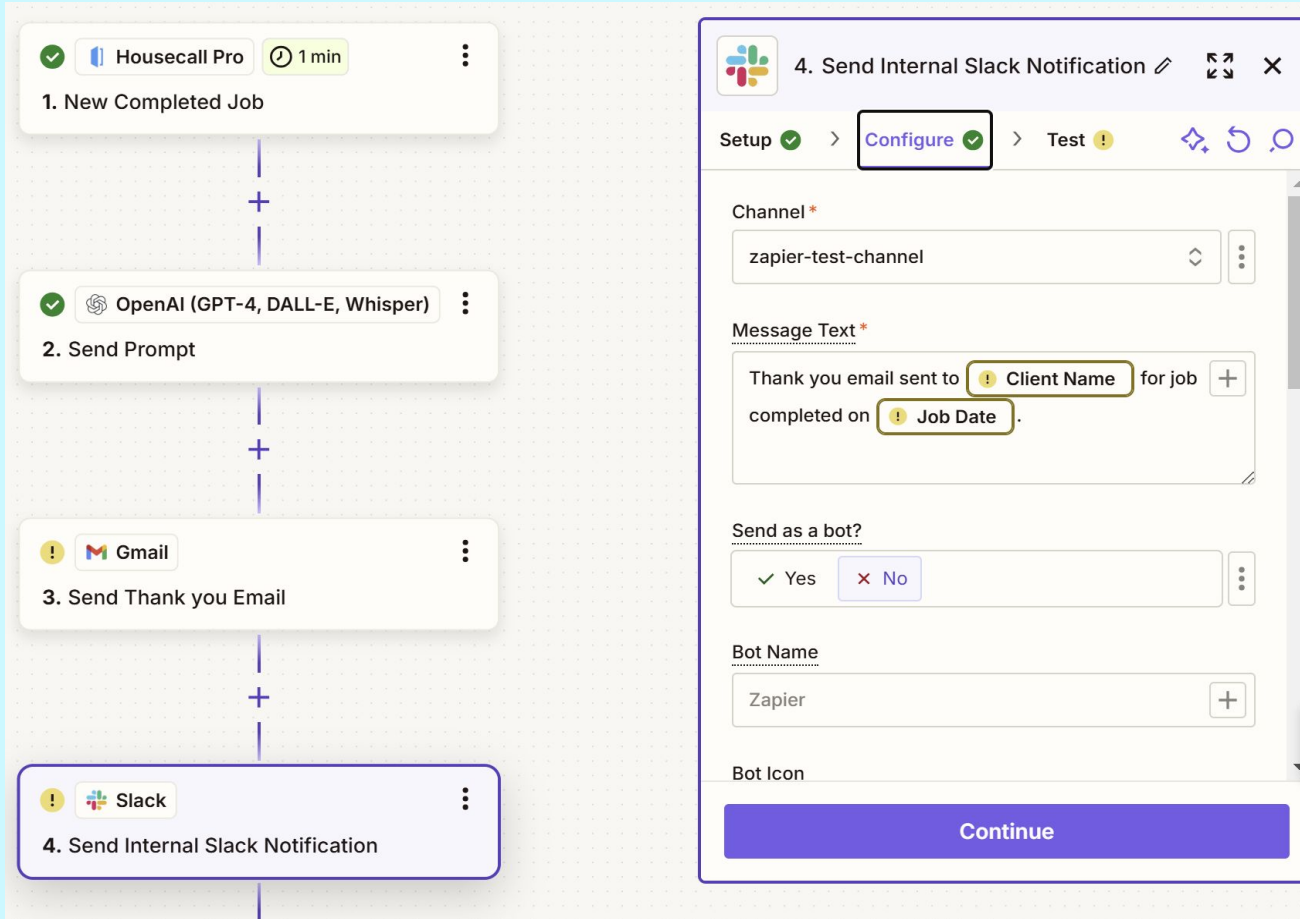 Housecall Pro 1 min
1. New Completed Job
OpenAI (GPT-4, DALL-E, Whisper)
2. Send Prompt
! Gmail
3. Send Thank you Email
! Slack
4. Send Internal Slack Notification
4. Send Internal Slack Notification
Setup > Configure > Test !
Channel *
zapier-test-channel
Message Text *
Thank you email sent to ! Client Name for job
completed on ! Job Date .
Send as a bot?
Yes No
Bot Name
Zapier
Bot Icon
Continue